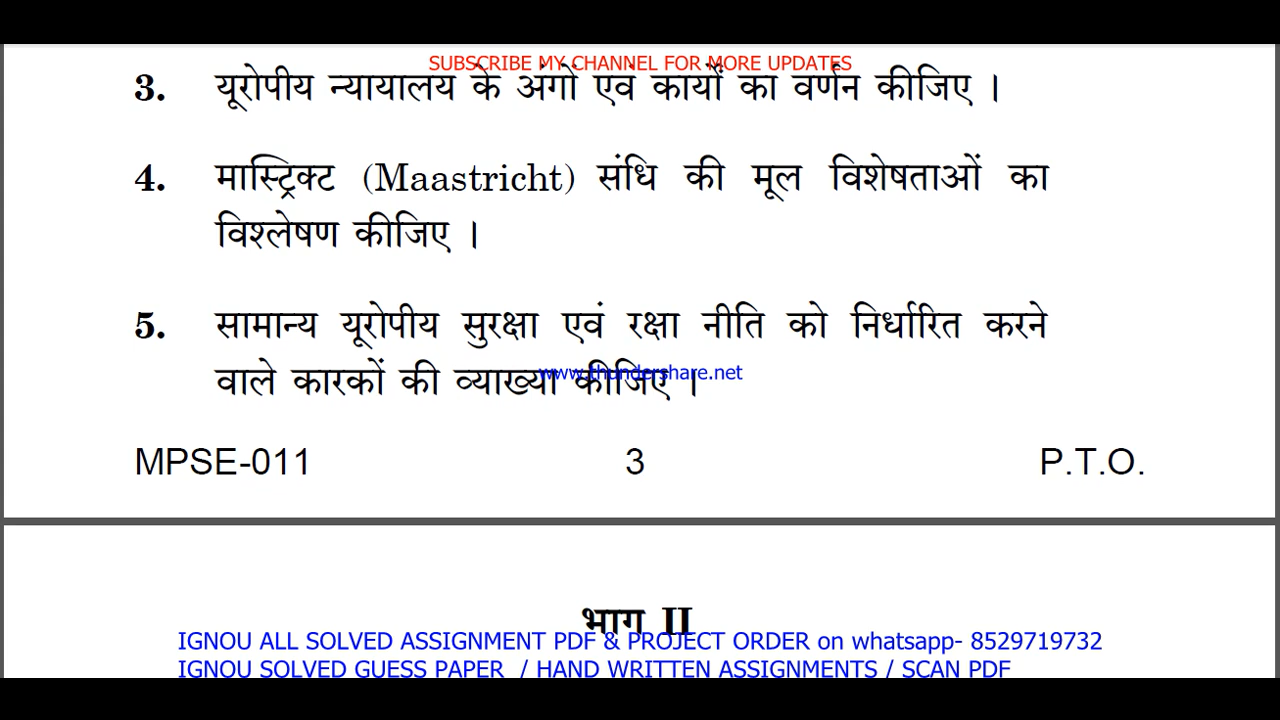 SUBSCRIBE MY CHANNEL FOR MORE UPDATES
3. यूरोपीय न्यायालय के अंगों एवं कार्यों का वर्णन कीजिए ।
4. मास्ट्रिक्ट (Maastricht) संधि की मूल विशेषताओं का
विश्लेषण कीजिए ।
5. सामान्य यूरोपीय सुरक्षा एवं रक्षा नीति को निर्धारित करने
वाले कारकों की व्याख्या कीजिए ।
www.thundershare.net
MPSE-011 3 P.T.O.
भाग II
IGNOU ALL SOLVED ASSIGNMENT PDF & PROJECT ORDER on whatsapp- 8529719732
IGNOU SOLVED GUESS PAPER / HAND WRITTEN ASSIGNMENTS / SCAN PDF